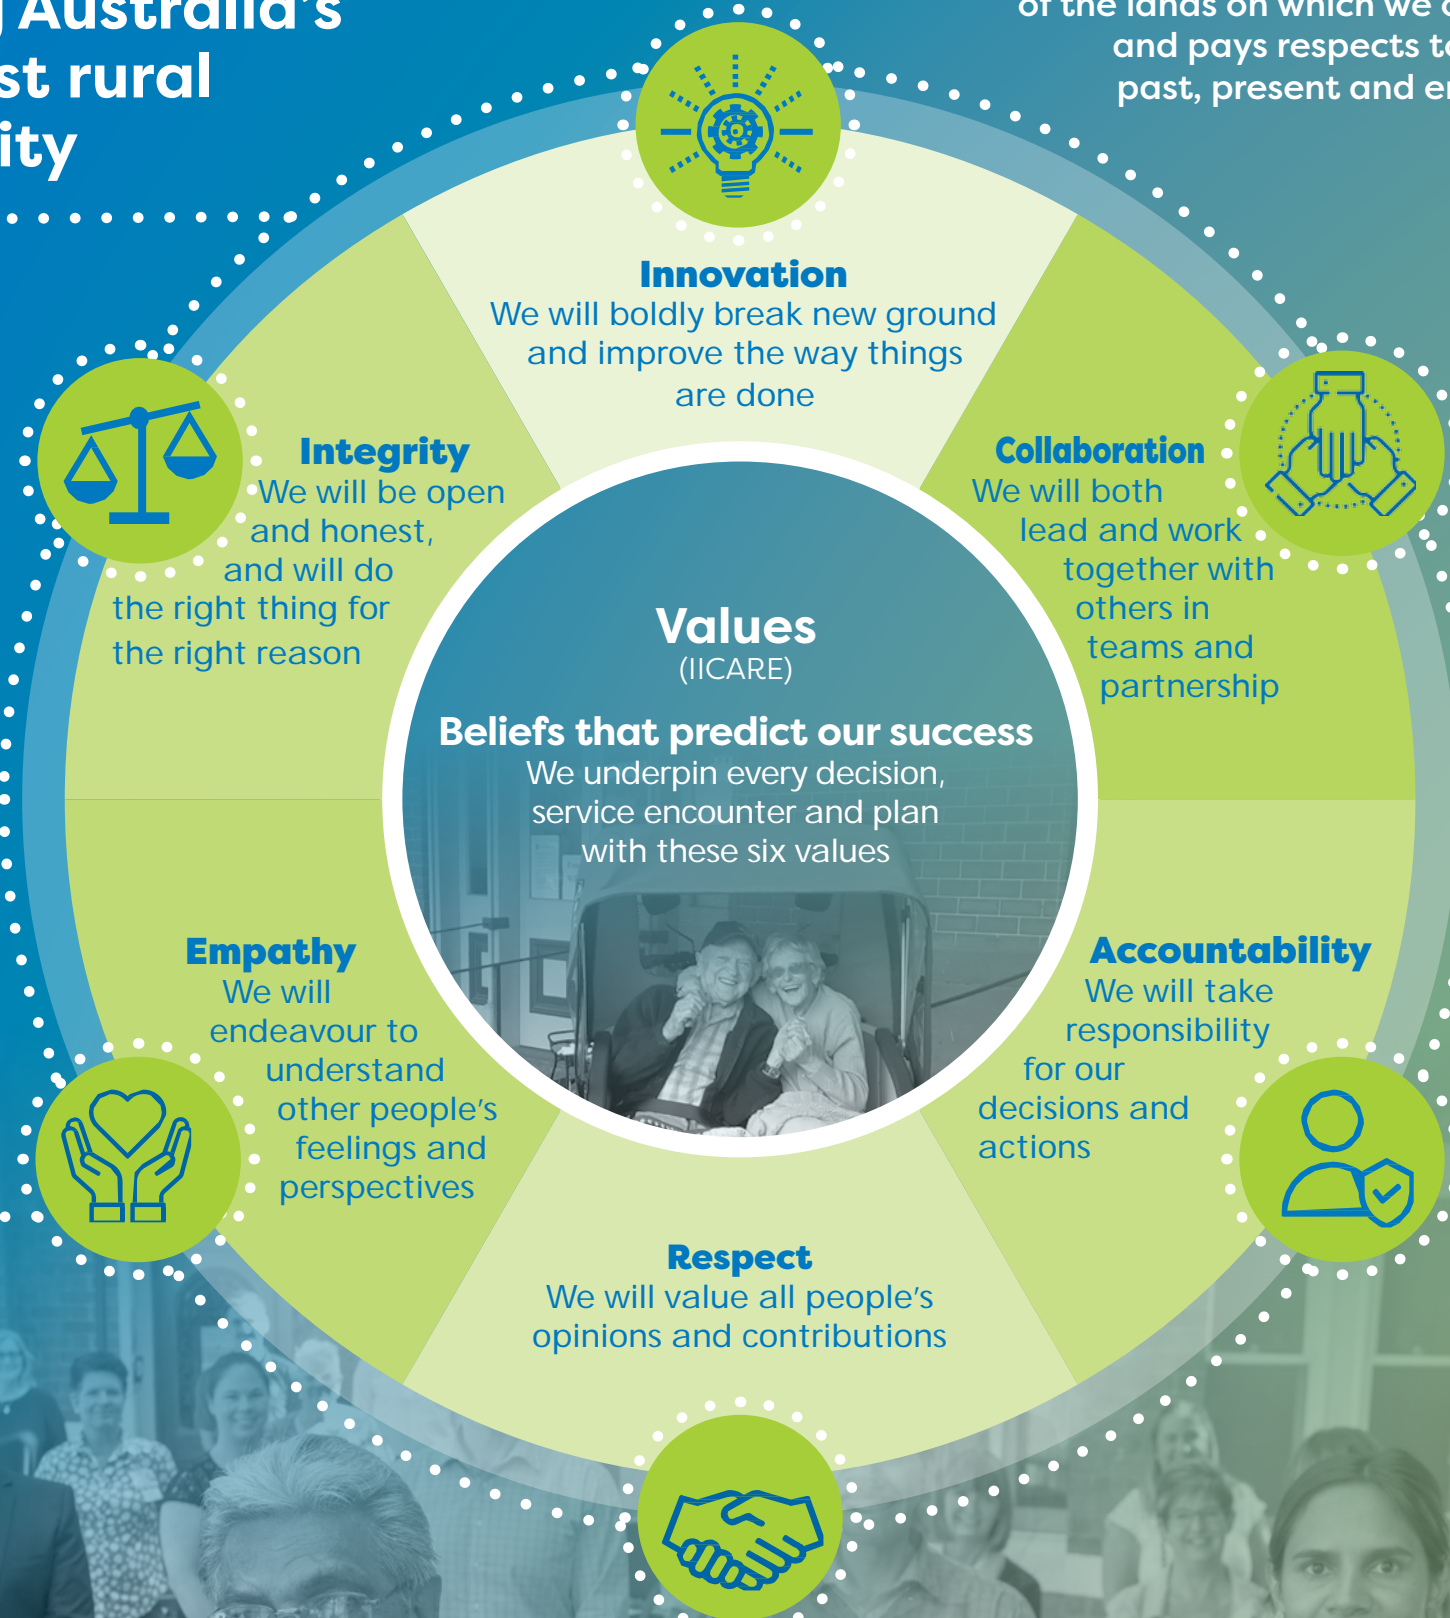 Australia's
st rural
ity
of the lands on which we
and pays respects to
past, present and
Innovation
We will boldly break new ground
and improve the way things
are done
Integrity
We will be open
and honest,
and will do
the right thing for
the right reason
Collaboration
We will both
lead and work
together with
others in
teams and
partnership
Values
(IICARE)
Beliefs that predict our success
We underpin every decision,
service encounter and plan
with these six values
Empathy
We will
endeavour to
understand
other people's
feelings and
perspectives
Accountability
We will take
responsibility
for our
decisions and
actions
Respect
We will value all people's
opinions and contributions